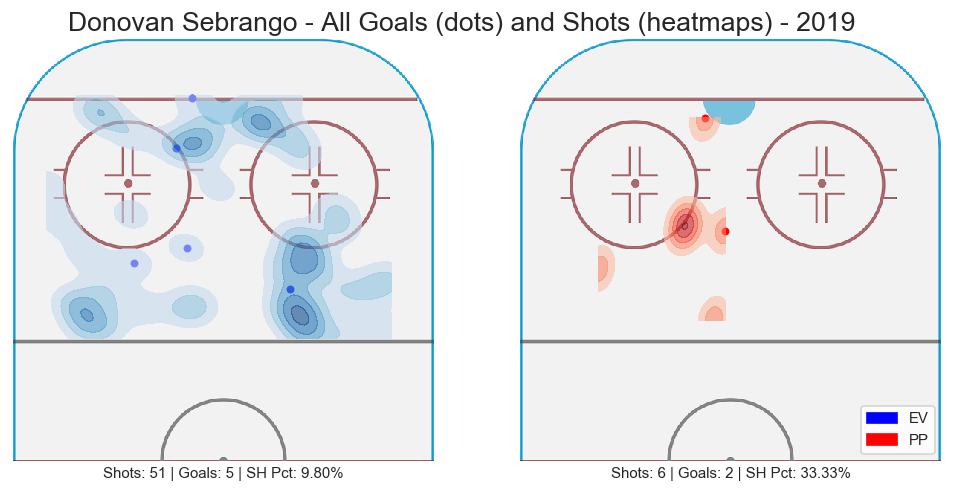 Donovan Sebrango - All Goals (dots) and Shots (heatmaps) - 2019
EV
PP
Shots: 51 | Goals: 5 | SH Pct: 9.80%
Shots: 6 | Goals: 2 | SH Pct: 33.33%